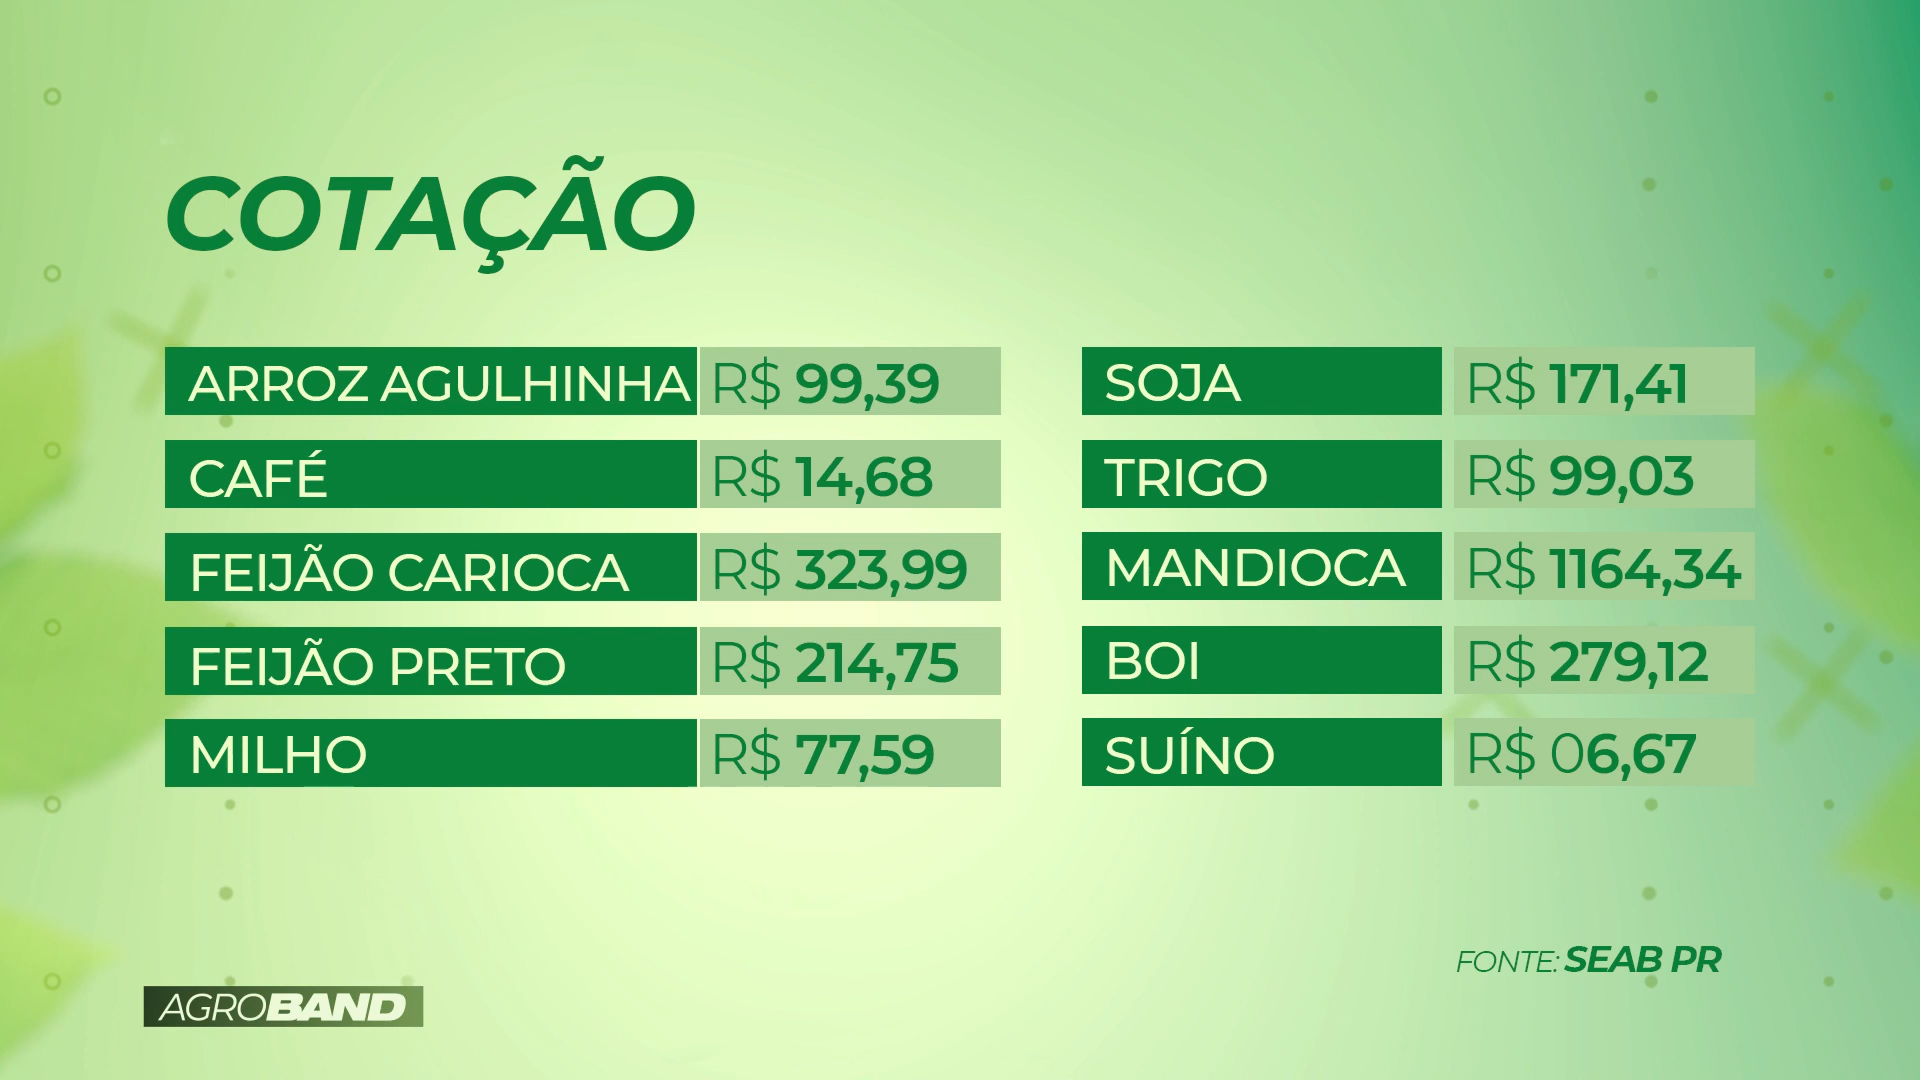 COTAÇÃO
ARROZ AGULHINHA R$ 99,39
CAFÉ R$ 14,68
FEIJÃO CARIOCA R$ 323,99
FEIJÃO PRETO R$ 214,75
MILHO R$ 77,59
SOJA R$ 171,41
TRIGO R$ 99,03
MANDIOCA R$ 1164,34
BOI R$ 279,12
SUÍNO R$ 06,67
FONTE: SEAB PR
AGROBAND